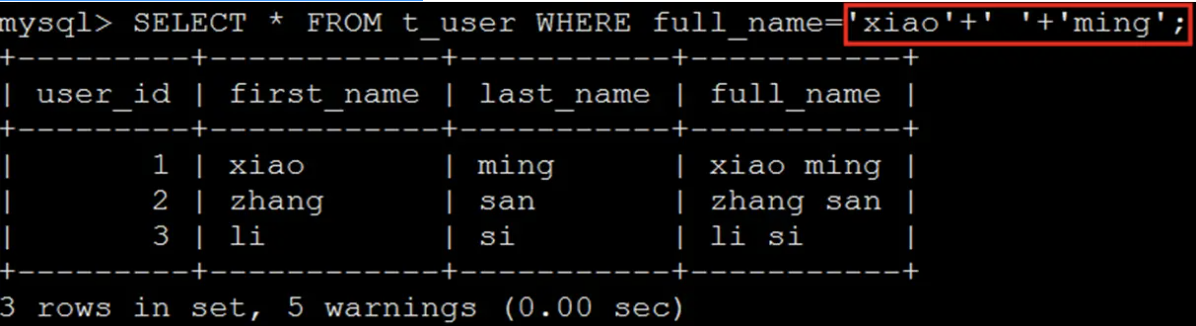 mysql> SELECT * FROM t_user WHERE full_name='xiao'+' '+'ming';
+---------+------------+-----------+-----------+
| user_id | first_name | last_name | full_name |
+---------+------------+-----------+-----------+
|       1 | xiao       | ming      | xiao ming |
|       2 | zhang      | san       | zhang san |
|       3 | li         | si        | li si     |
+---------+------------+-----------+-----------+
3 rows in set, 5 warnings (0.00 sec)